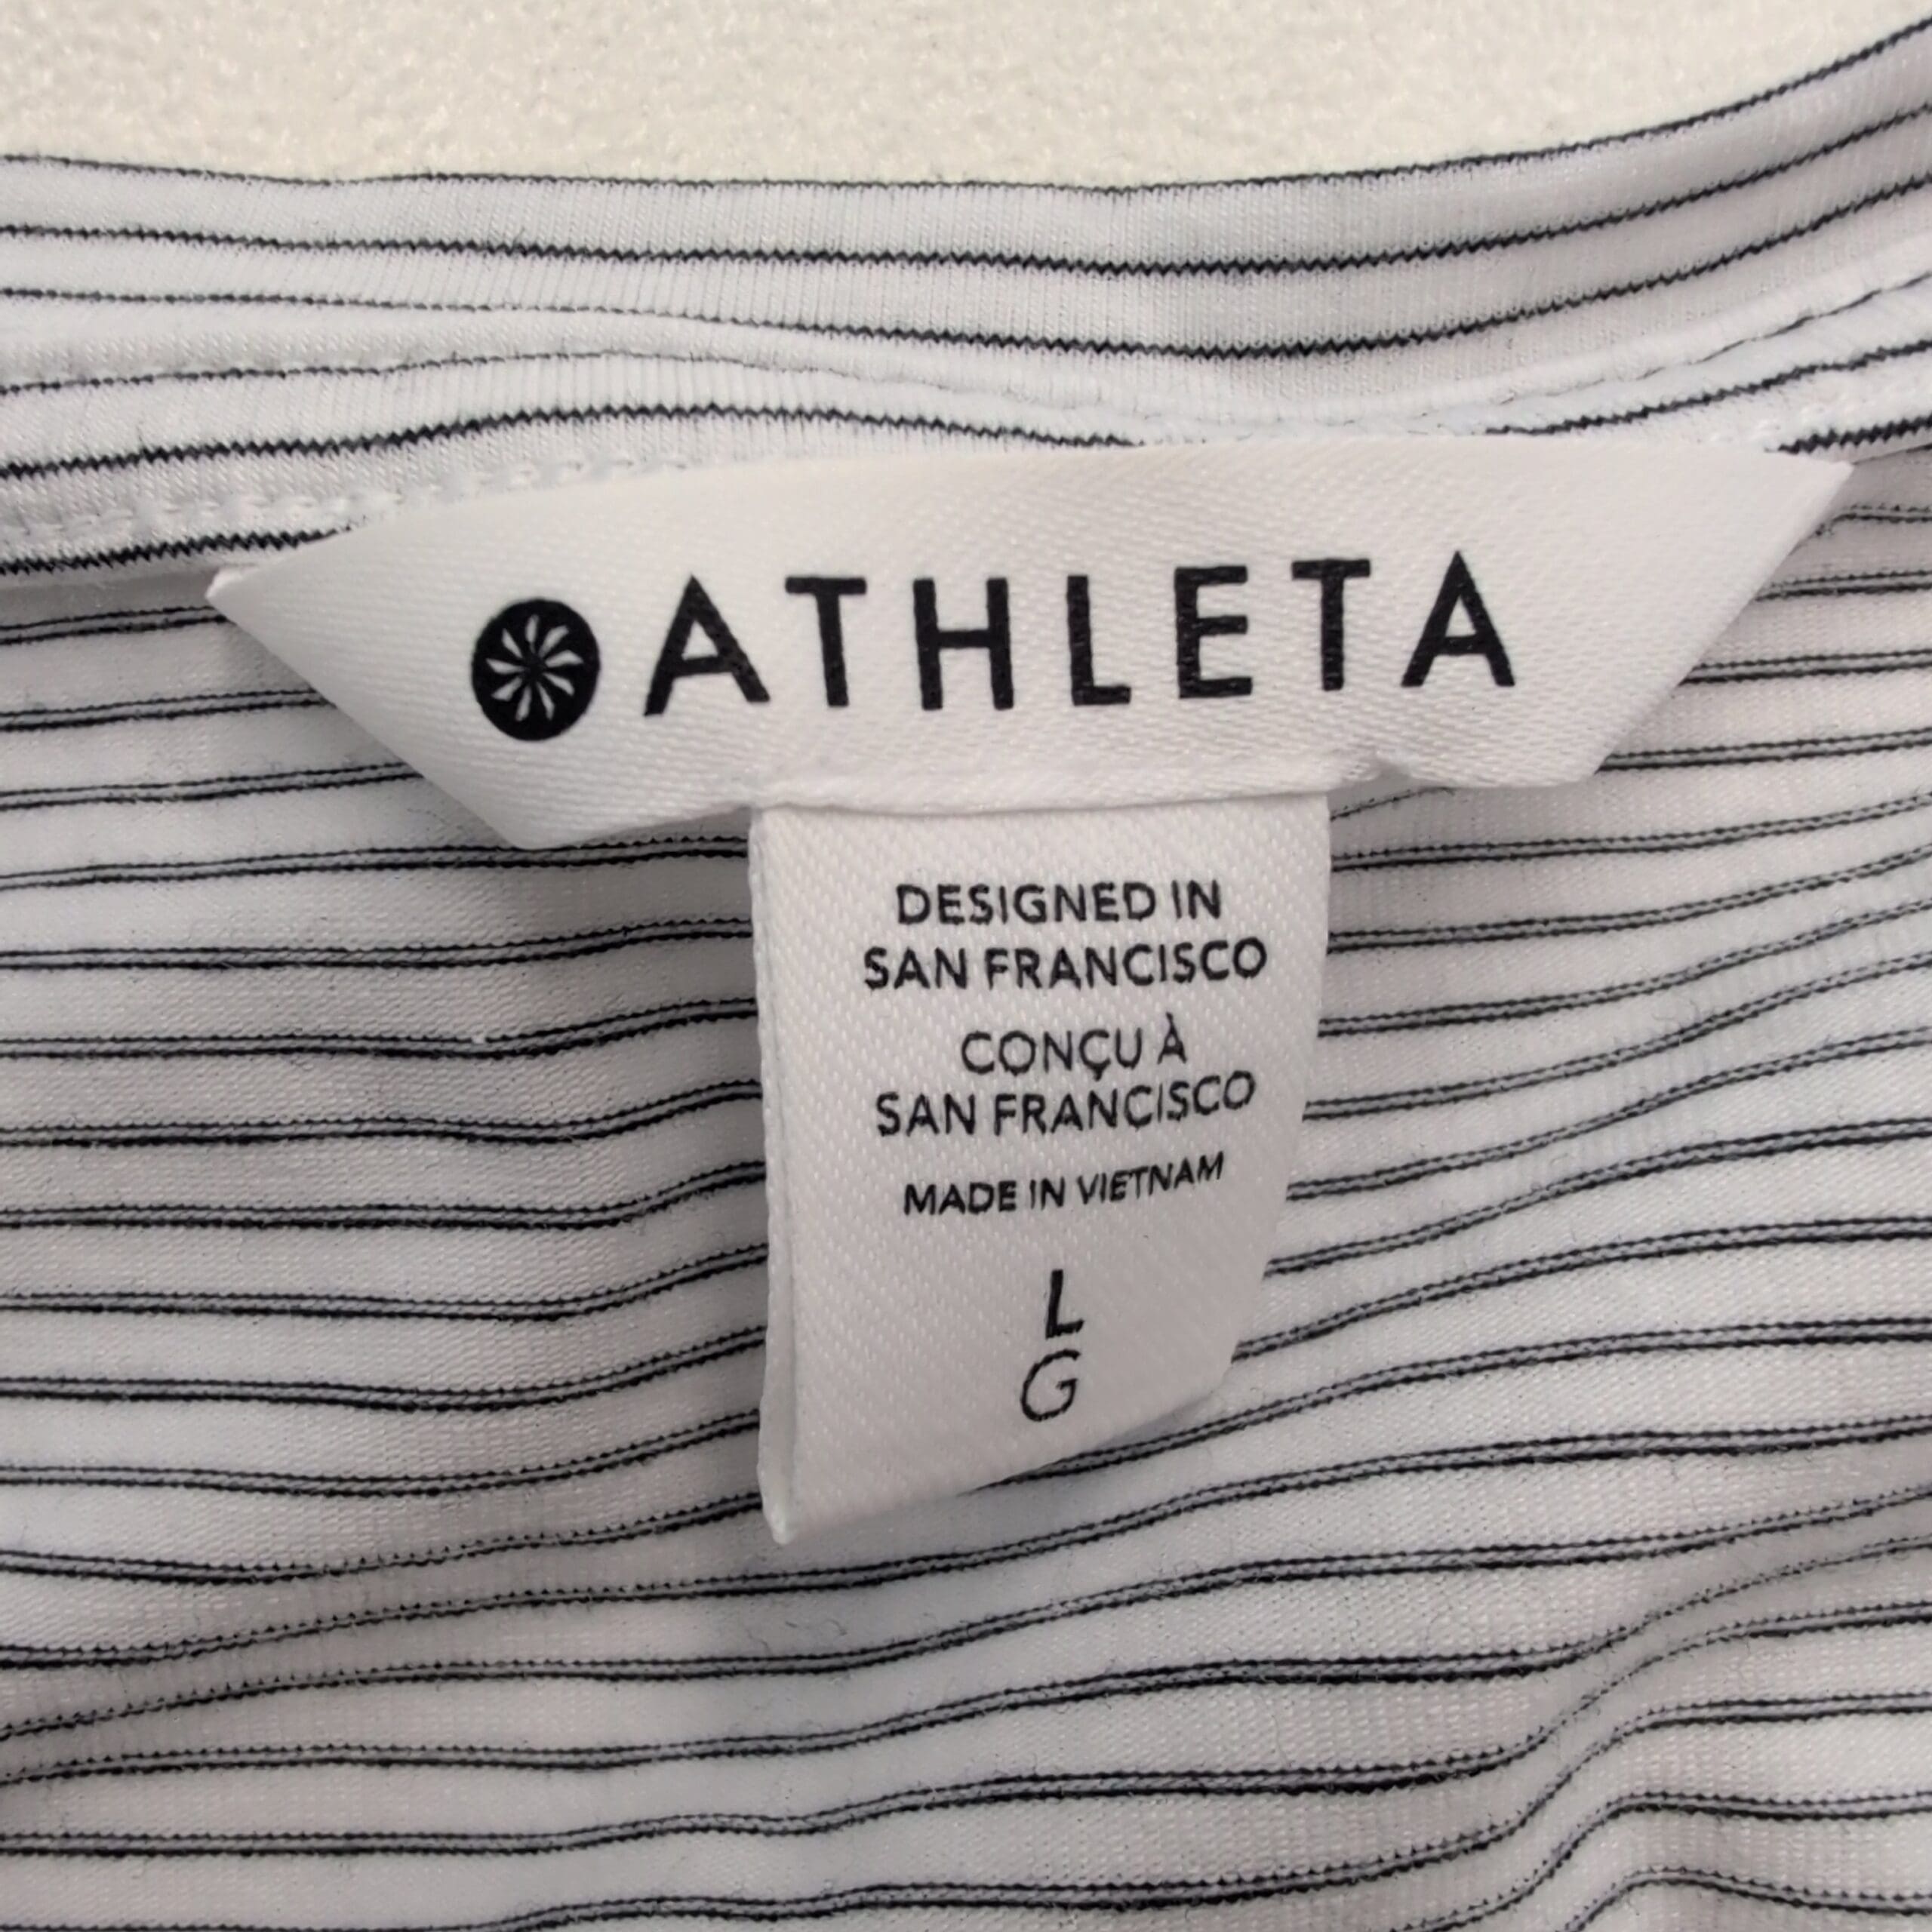 ATHLETA
DESIGNED IN
SAN FRANCISCO
CONÇU À
SAN FRANCISCO
MADE IN VIETNAM
L
G